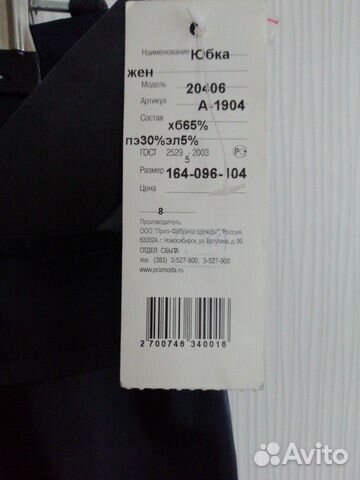 Наименование Юбка
жен
Модель 20406
Артикул А-1904
Состав хб65%
пэ30%эл5%
ГОСТ 2529 -2003 РСТ
5
Размер 164-096-104
Цена
8
Производитель:
ООО "Приз-Фабрика одежды", Россия,
630024, г. Новосибирск, ул. Ватутина, д. 99
ОТДЕЛ СБЫТА:
тел. (383) 3-527-800, 3-527-900
www.prizmoda.ru
2 700746 340016
Avito